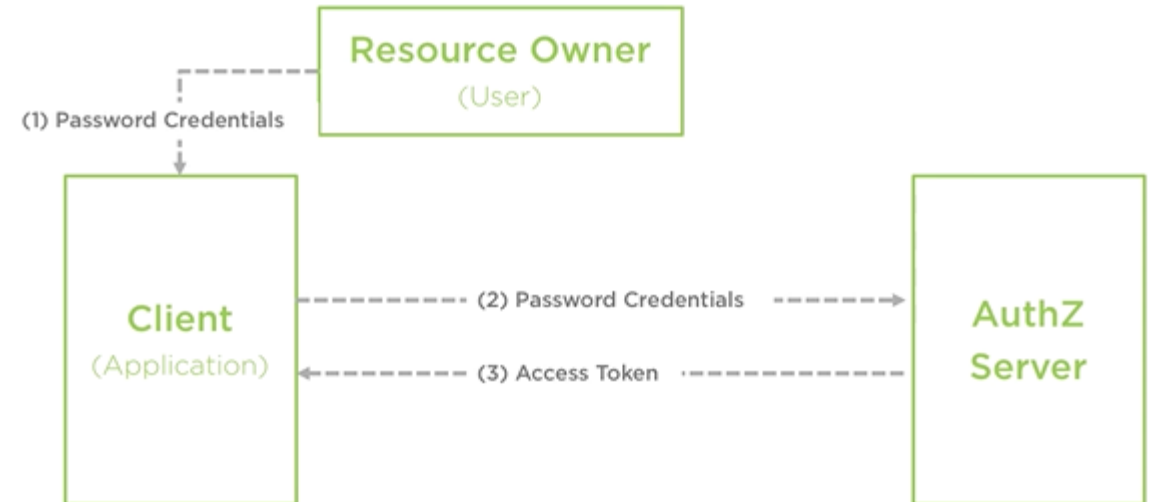 Resource Owner
(User)
(1) Password Credentials
Client
(Application)
(2) Password Credentials
(3) Access Token
AuthZ
Server